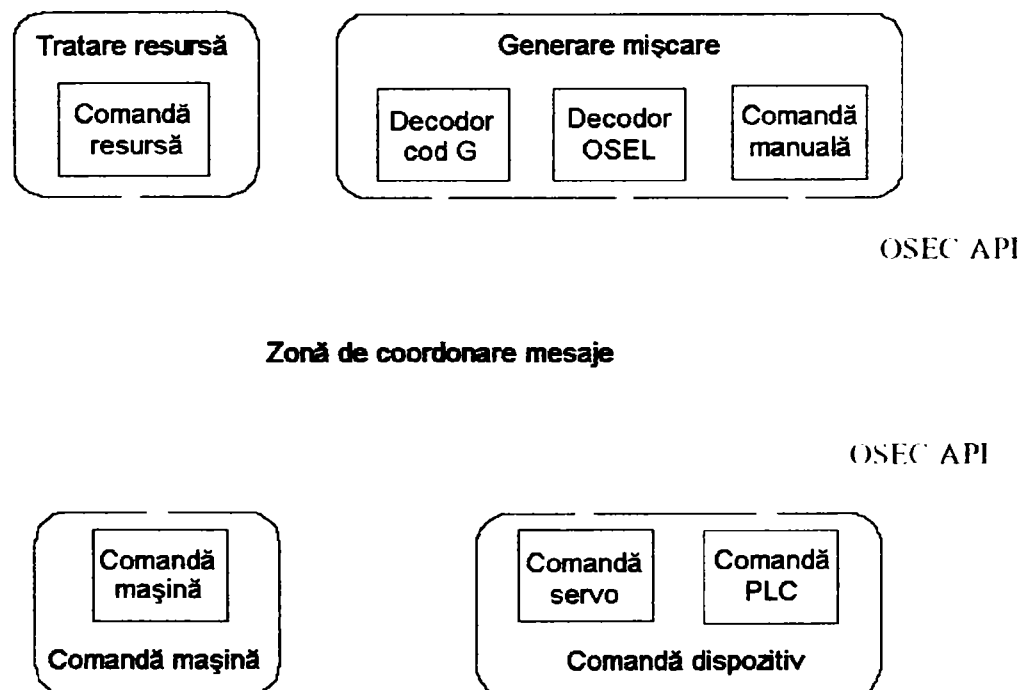 Tratare resursă
Comandă
resursă
Generare mişcare
Decodor
cod G
Decodor
OSEL
Comandă
manuală
OSEC API
Zonă de coordonare mesaje
OSEC API
Comandă
maşină
Comandă maşină
Comandă
servo
Comandă
PLC
Comandă dispozitiv